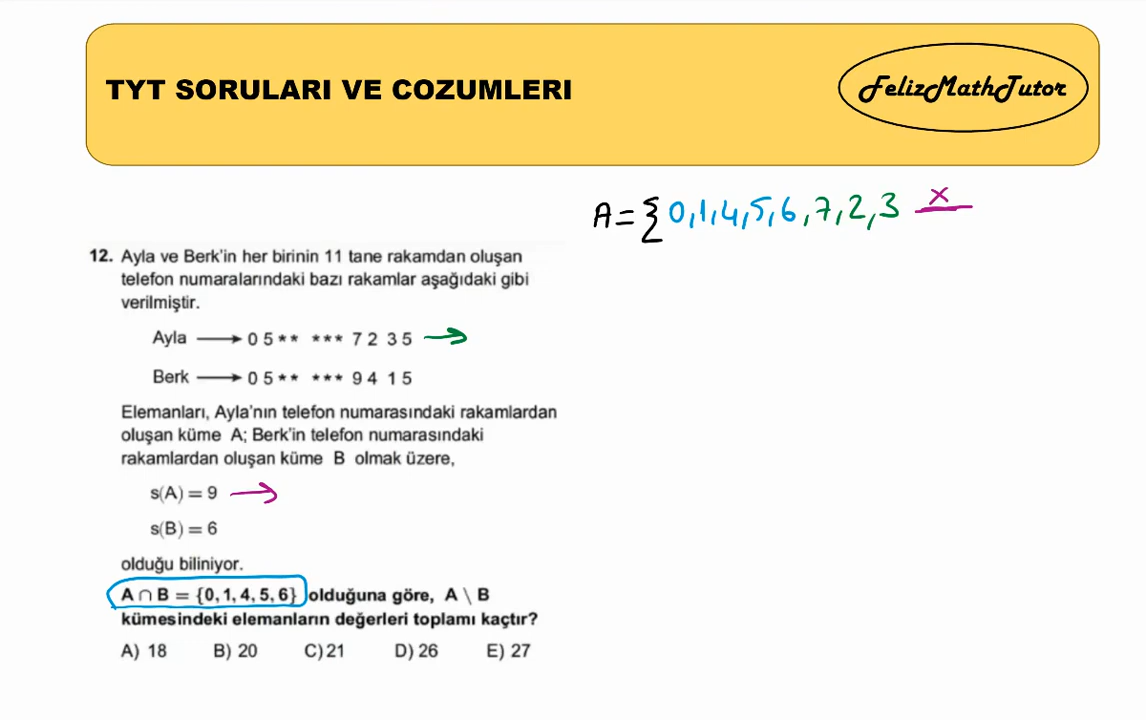 TYT SORULARI VE COZUMLERI
FelizMathTutor
A = { 0, 1, 4, 5, 6, 7, 2, 3 x
12. Ayla ve Berk'in her birinin 11 tane rakamdan oluşan
telefon numaralarındaki bazı rakamlar aşağıdaki gibi
verilmiştir.
Ayla → 0 5 * * * * * 7 2 3 5 →
Berk → 0 5 * * * * * 9 4 1 5
Elemanları, Ayla'nın telefon numarasındaki rakamlardan
oluşan küme A; Berk'in telefon numarasındaki
rakamlardan oluşan küme B olmak üzere,
s(A) = 9 →
s(B) = 6
olduğu biliniyor.
A ∩ B = {0, 1, 4, 5, 6} olduğuna göre, A \ B
kümesindeki elemanların değerleri toplamı kaçtır?
A) 18 B) 20 C) 21 D) 26 E) 27